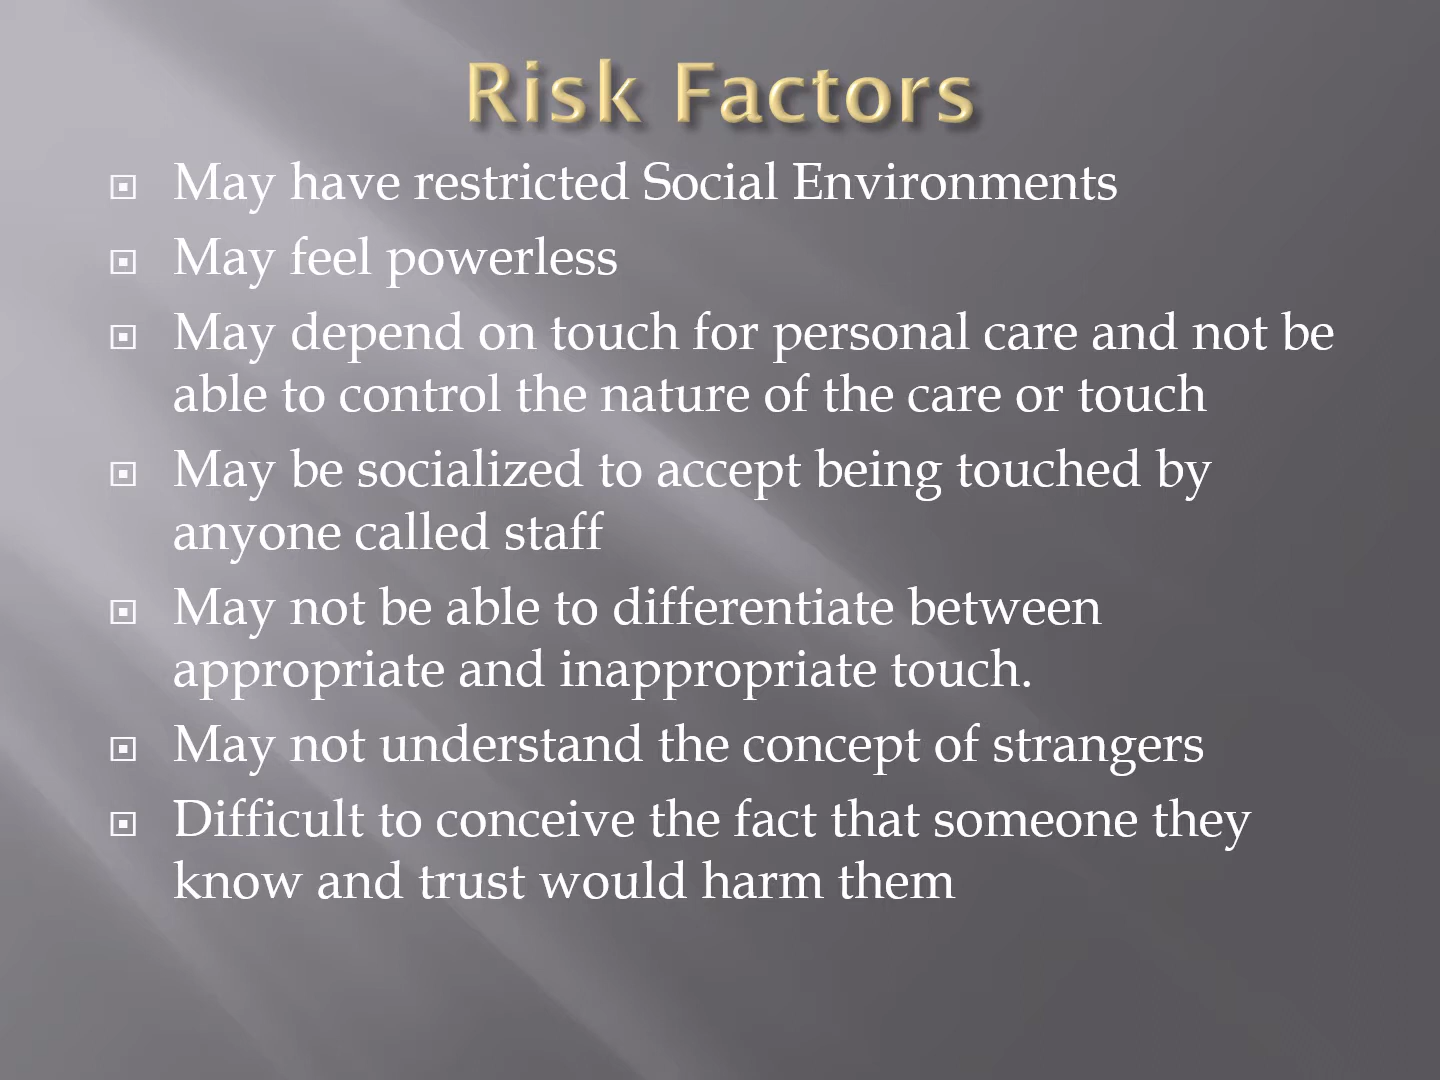 Risk Factors
May have restricted Social Environments
May feel powerless
May depend on touch for personal care and not be
able to control the nature of the care or touch
May be socialized to accept being touched by
anyone called staff
May not be able to differentiate between
appropriate and inappropriate touch.
May not understand the concept of strangers
Difficult to conceive the fact that someone they
know and trust would harm them